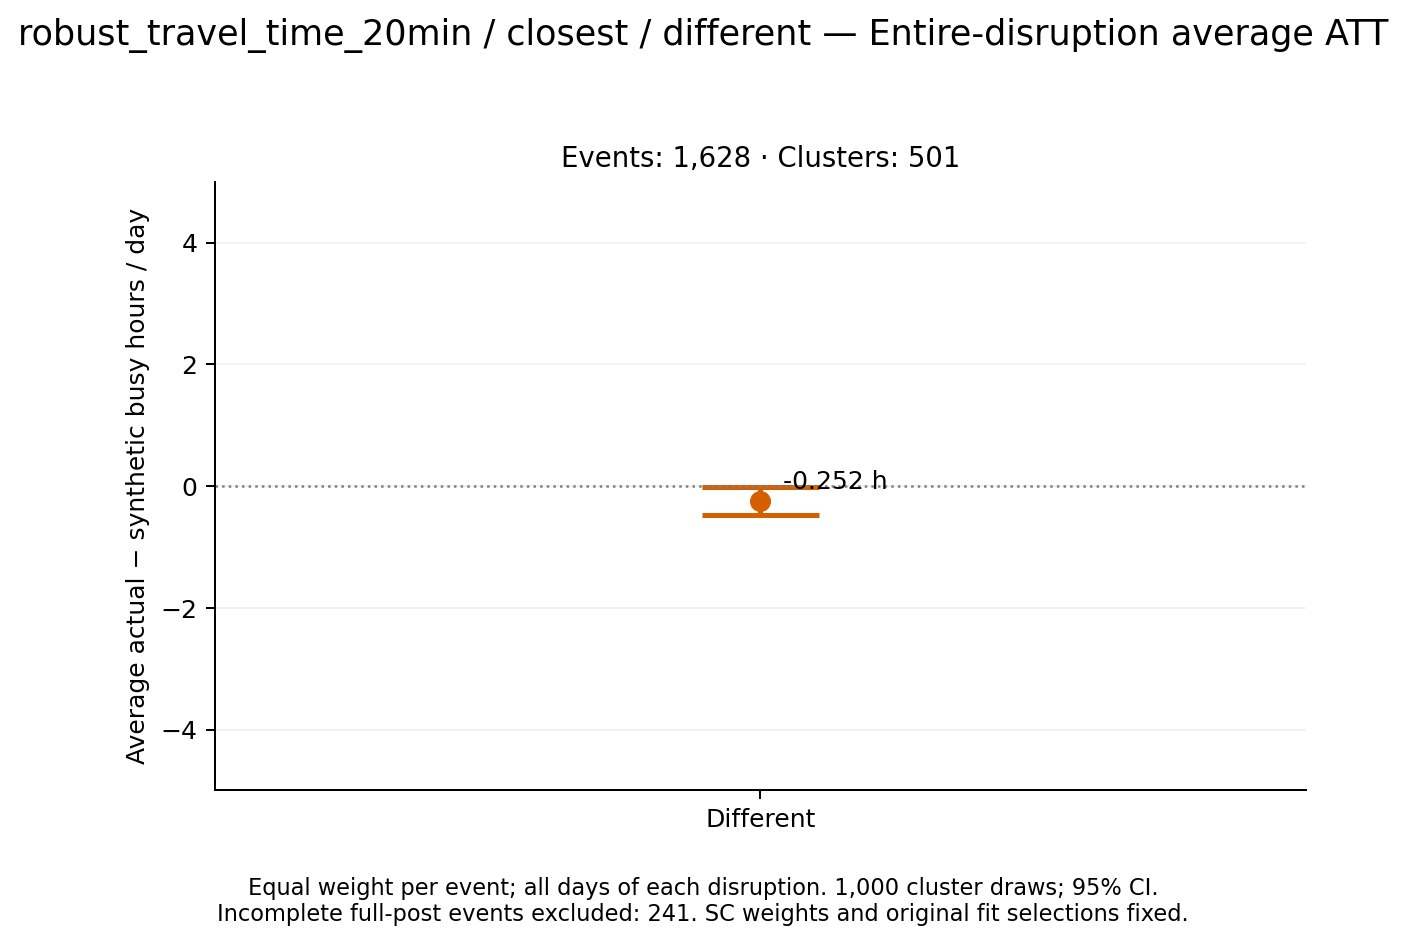 robust_travel_time_20min / closest / different — Entire-disruption average ATT
Events: 1,628 · Clusters: 501
Average actual − synthetic busy hours / day
4
2
0
−2
−4
-0.252 h
Different
Equal weight per event; all days of each disruption. 1,000 cluster draws; 95% CI.
Incomplete full-post events excluded: 241. SC weights and original fit selections fixed.